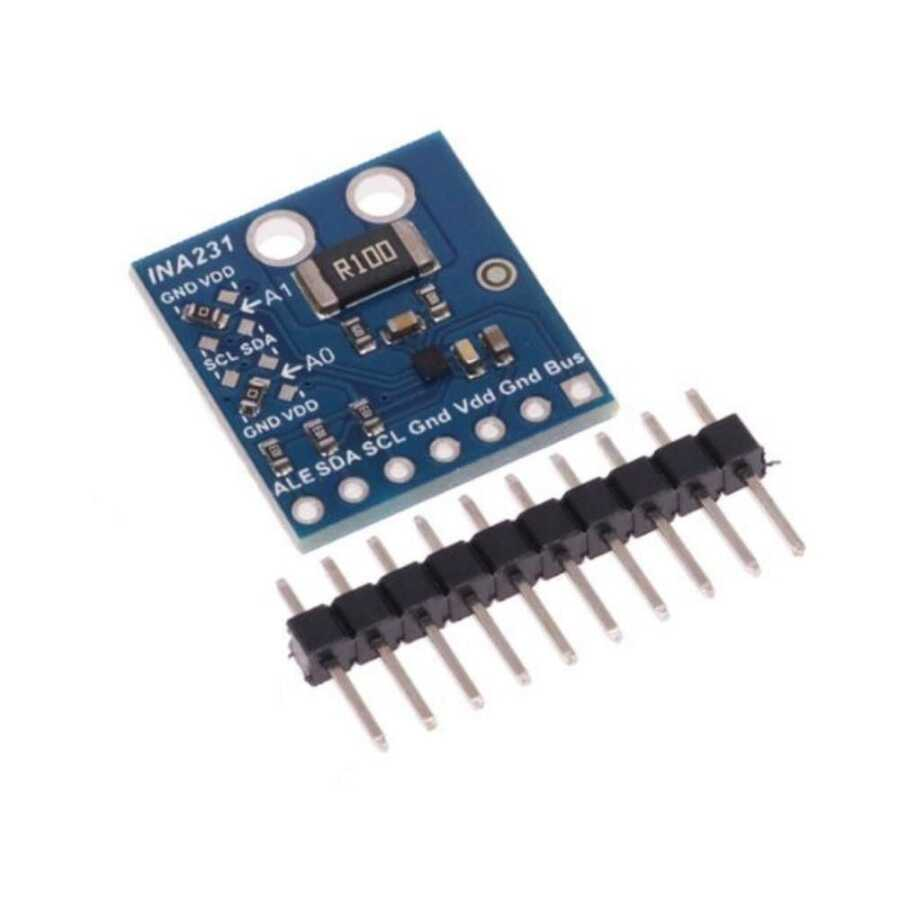 INA231
GND VDD
A1
R100
SCL SDA
A0
GND VDD
ALE SDA SCL Gnd Vdd Gnd Bus